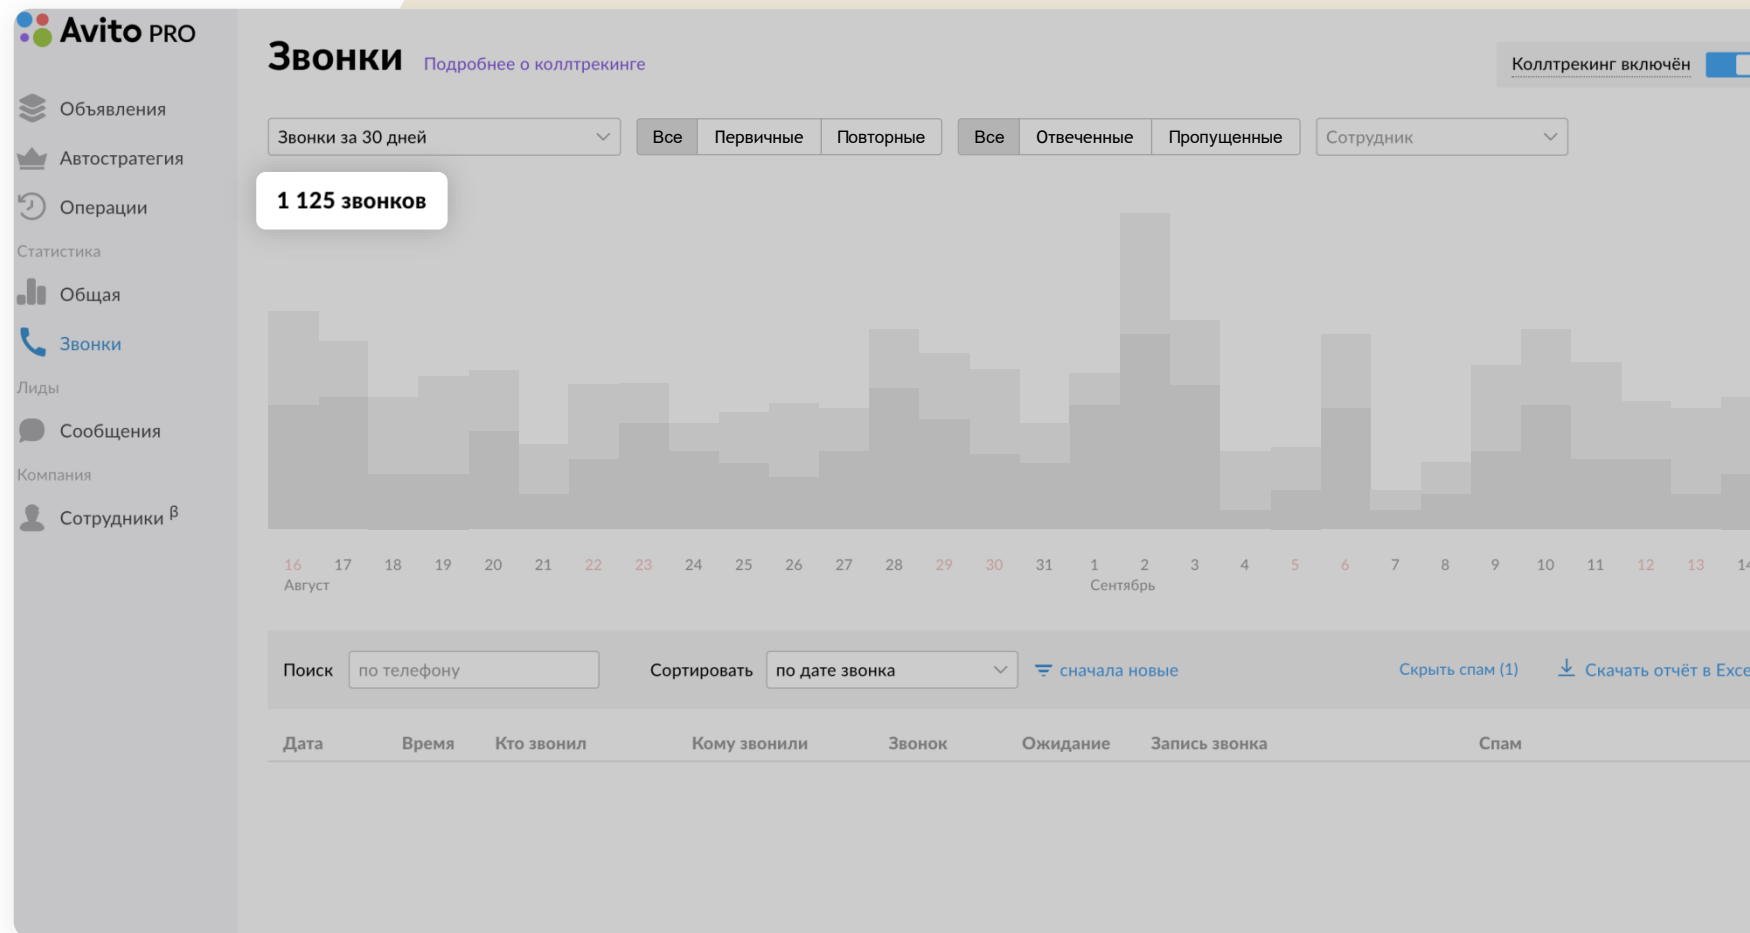 Avito PRO
Объявления
Автостратегия
Операции
Статистика
Общая
Звонки
Лиды
Сообщения
Компания
Сотрудники β
Звонки Подробнее о коллтрекинге Коллтрекинг включён
Звонки за 30 дней Все Первичные Повторные Все Отвеченные Пропущенные Сотрудник
1 125 звонков
16 17 18 19 20 21 22 23 24 25 26 27 28 29 30 31 1 2 3 4 5 6 7 8 9 10 11 12 13 14
Август Сентябрь
Поиск по телефону Сортировать по дате звонка сначала новые Скрыть спам (1) Скачать отчёт в Exce
Дата Время Кто звонил Кому звонили Звонок Ожидание Запись звонка Спам